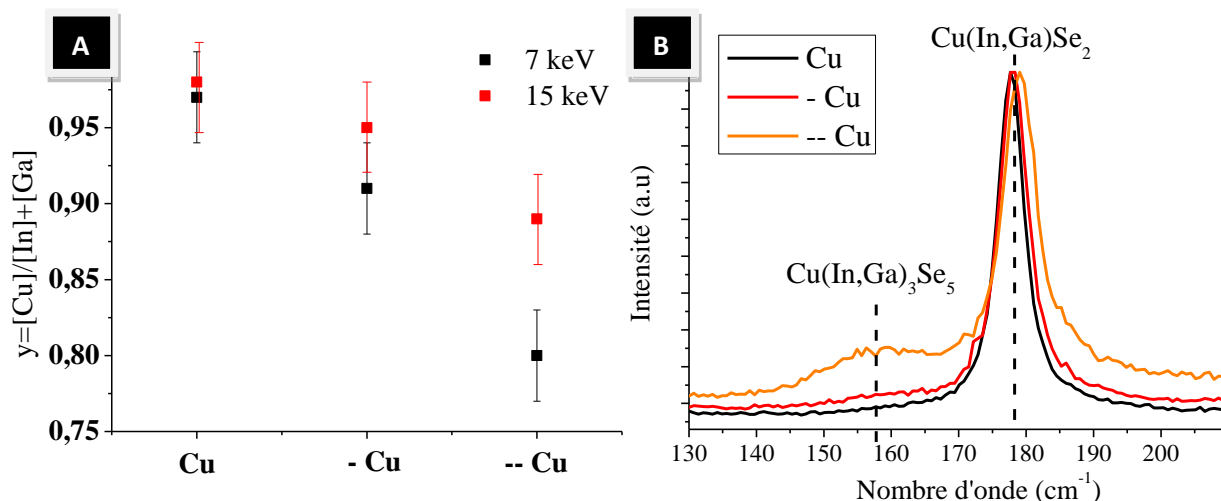 A
7 keV
15 keV
y=[Cu]/[In]+[Ga]
0,95
0,90
0,85
0,80
0,75
Cu
- Cu
-- Cu
B
Cu(In,Ga)Se2
Cu
- Cu
-- Cu
Cu(In,Ga)3Se5
Intensité (a.u)
130 140 150 160 170 180 190 200
Nombre d'onde (cm-1)